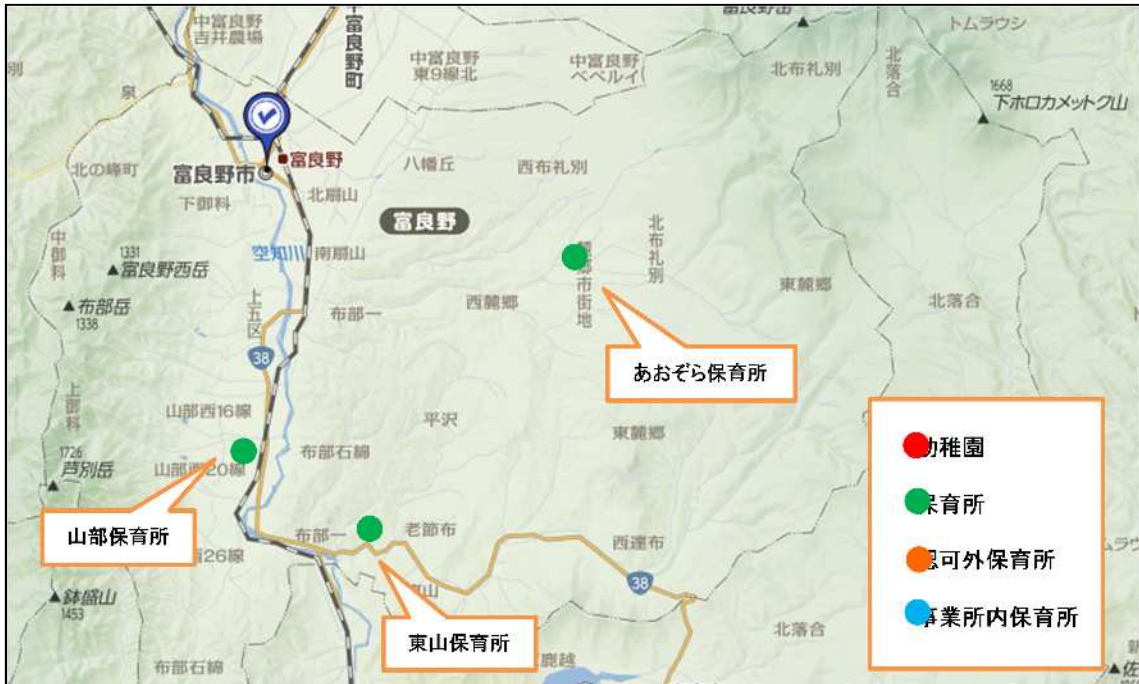 富良野岳
トムラウシ
中富良野
吉井農場
中富良野町
中富良野
東9線北
中富良野
ベベルイ
北布礼別
北落合
別
泉
1668
下ホロカメットク山
北の峰町
富良野
富良野市
八幡丘
西布礼別
下御料
北扇山
富良野
中御料
1331
富良野西岳
空知川
南扇山
北布礼別
郷市街地
東麓郷
布部岳
1338
上五区
布部一
西麓郷
北落合
38
あおぞら保育所
上御料
山部西16線
平沢
東麓郷
幼稚園
1726
芦別岳
山部西20線
布部石綿
保育所
山部保育所
布部一
老節布
西達布
認可外保育所
西26線
38
鉢盛山
1453
山
事業所内保育所
東山保育所
北落合
布部石綿
鹿越
佐